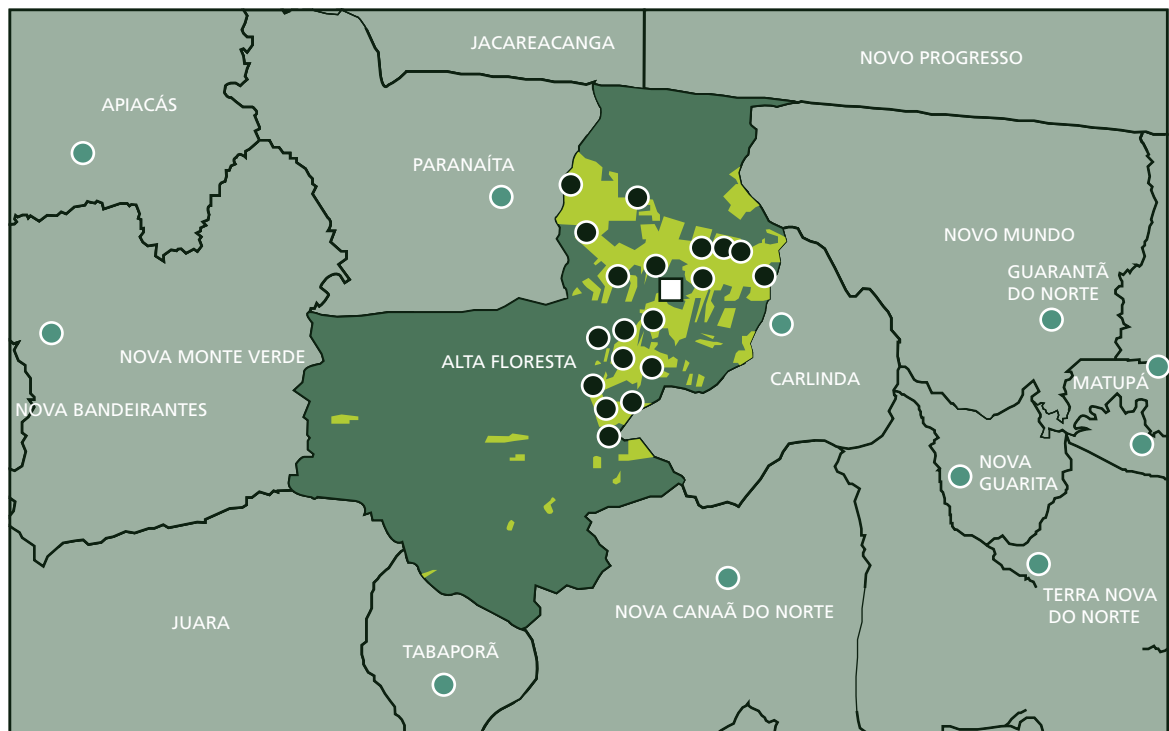 JACAREACANGA
NOVO PROGRESSO
APIACÁS
PARANAÍTA
NOVO MUNDO
GUARANTÃ
DO NORTE
NOVA MONTE VERDE
ALTA FLORESTA
CARLINDA
MATUPÁ
NOVA BANDEIRANTES
NOVA
GUARITA
TERRA NOVA
DO NORTE
NOVA CANAÃ DO NORTE
JUARA
TABAPORÃ